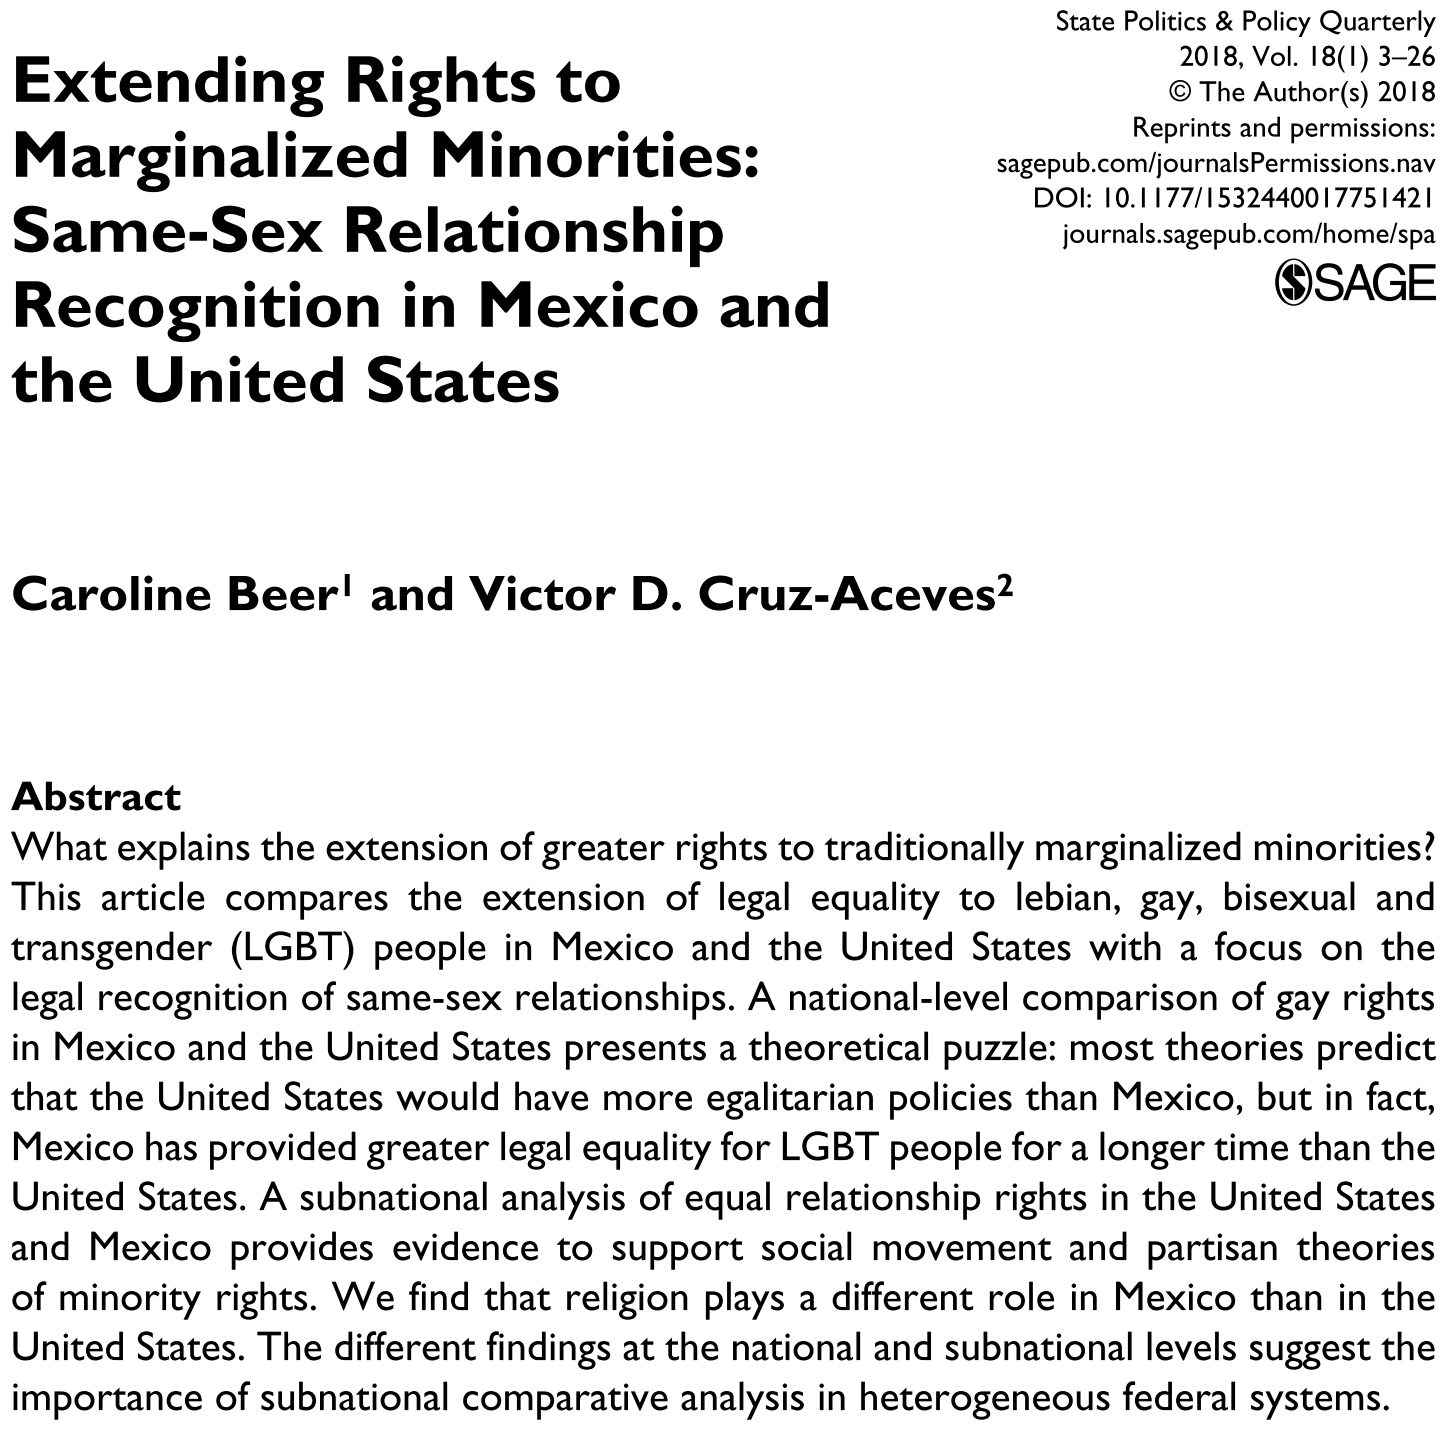 State Politics & Policy Quarterly
2018, Vol. 18(1) 3–26
© The Author(s) 2018
Reprints and permissions:
sagepub.com/journalsPermissions.nav
DOI: 10.1177/1532440017751421
journals.sagepub.com/home/spa
SAGE
Extending Rights to
Marginalized Minorities:
Same-Sex Relationship
Recognition in Mexico and
the United States
Caroline Beer¹ and Victor D. Cruz-Aceves²
Abstract
What explains the extension of greater rights to traditionally marginalized minorities?
This article compares the extension of legal equality to lebian, gay, bisexual and
transgender (LGBT) people in Mexico and the United States with a focus on the
legal recognition of same-sex relationships. A national-level comparison of gay rights
in Mexico and the United States presents a theoretical puzzle: most theories predict
that the United States would have more egalitarian policies than Mexico, but in fact,
Mexico has provided greater legal equality for LGBT people for a longer time than the
United States. A subnational analysis of equal relationship rights in the United States
and Mexico provides evidence to support social movement and partisan theories
of minority rights. We find that religion plays a different role in Mexico than in the
United States. The different findings at the national and subnational levels suggest the
importance of subnational comparative analysis in heterogeneous federal systems.